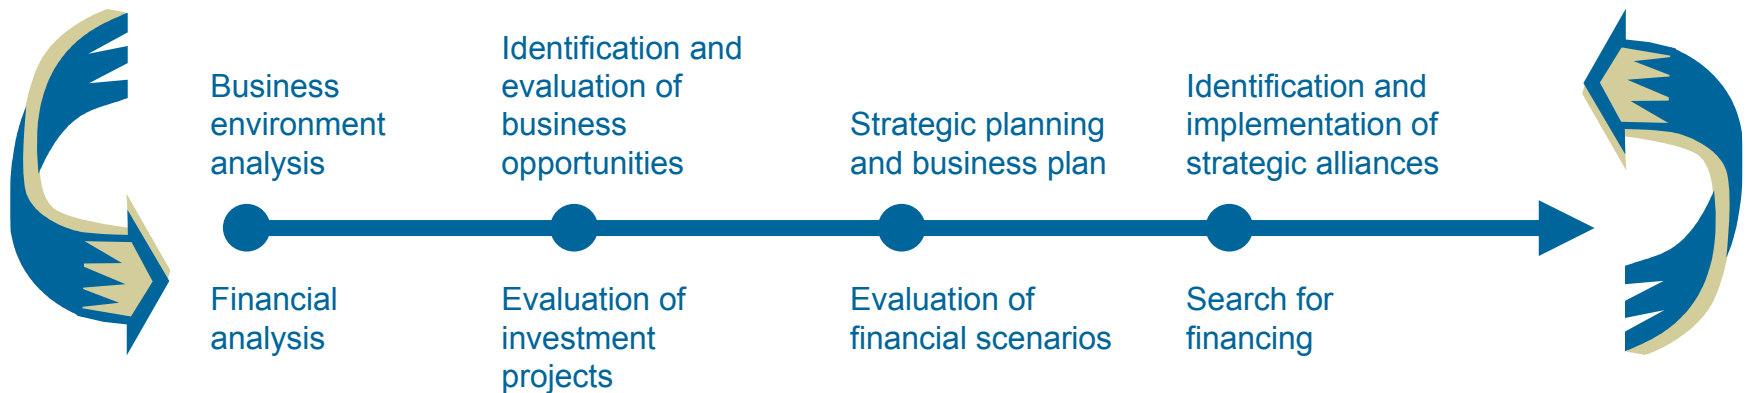 Business
environment
analysis
Identification and
evaluation of
business
opportunities
Strategic planning
and business plan
Identification and
implementation of
strategic alliances
Financial
analysis
Evaluation of
investment
projects
Evaluation of
financial scenarios
Search for
financing